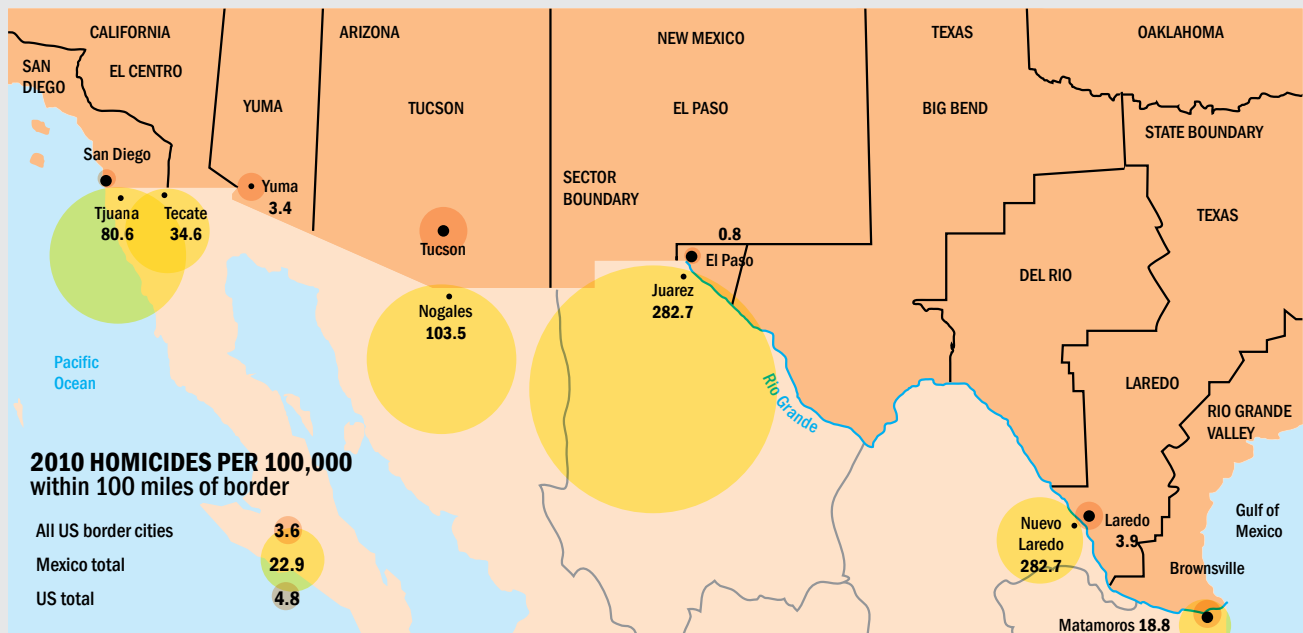 CALIFORNIA
ARIZONA
NEW MEXICO
TEXAS
OKLAHOMA
SAN
DIEGO
EL CENTRO
YUMA
TUCSON
EL PASO
BIG BEND
STATE BOUNDARY
San Diego
SECTOR
BOUNDARY
Yuma
3.4
Tjuana
80.6
Tecate
34.6
Tucson
TEXAS
0.8
El Paso
Juarez
282.7
DEL RIO
Nogales
103.5
Pacific
Ocean
Rio Grande
LAREDO
RIO GRANDE
VALLEY
2010 HOMICIDES PER 100,000
within 100 miles of border
All US border cities
3.6
Mexico total
22.9
US total
4.8
Nuevo
Laredo
282.7
Laredo
3.9
Gulf of
Mexico
Brownsville
Matamoros 18.8